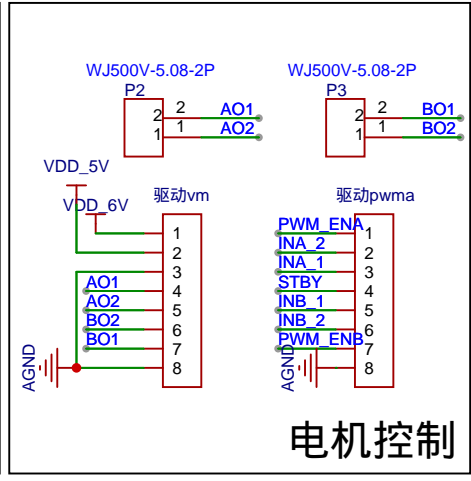 WJ500V-5.08-2P
P2
2 2 AO1
1 1 AO2
WJ500V-5.08-2P
P3
2 2 BO1
1 1 BO2
VDD_5V
VDD_6V
驱动vm
1
2
3
AO1 4
AO2 5
BO2 6
BO1 7
8
AGND
驱动pwma
PWM_ENA 1
INA_2 2
INA_1 3
STBY 4
INB_1 5
INB_2 6
PWM_ENB 7
8
AGND
电机控制